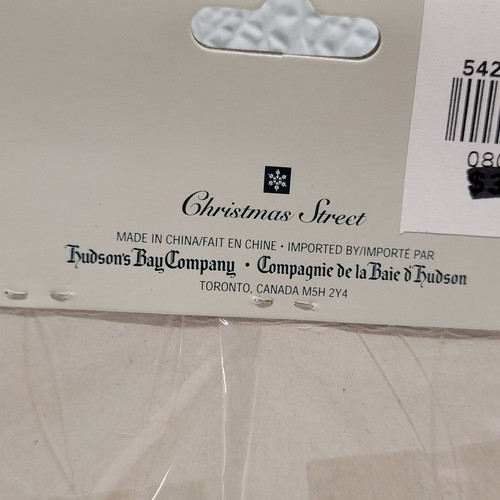 542
080
Christmas Street
MADE IN CHINA/FAIT EN CHINE • IMPORTED BY/IMPORTÉ PAR
Hudson's Bay Company • Compagnie de la Baie d'Hudson
TORONTO, CANADA M5H 2Y4